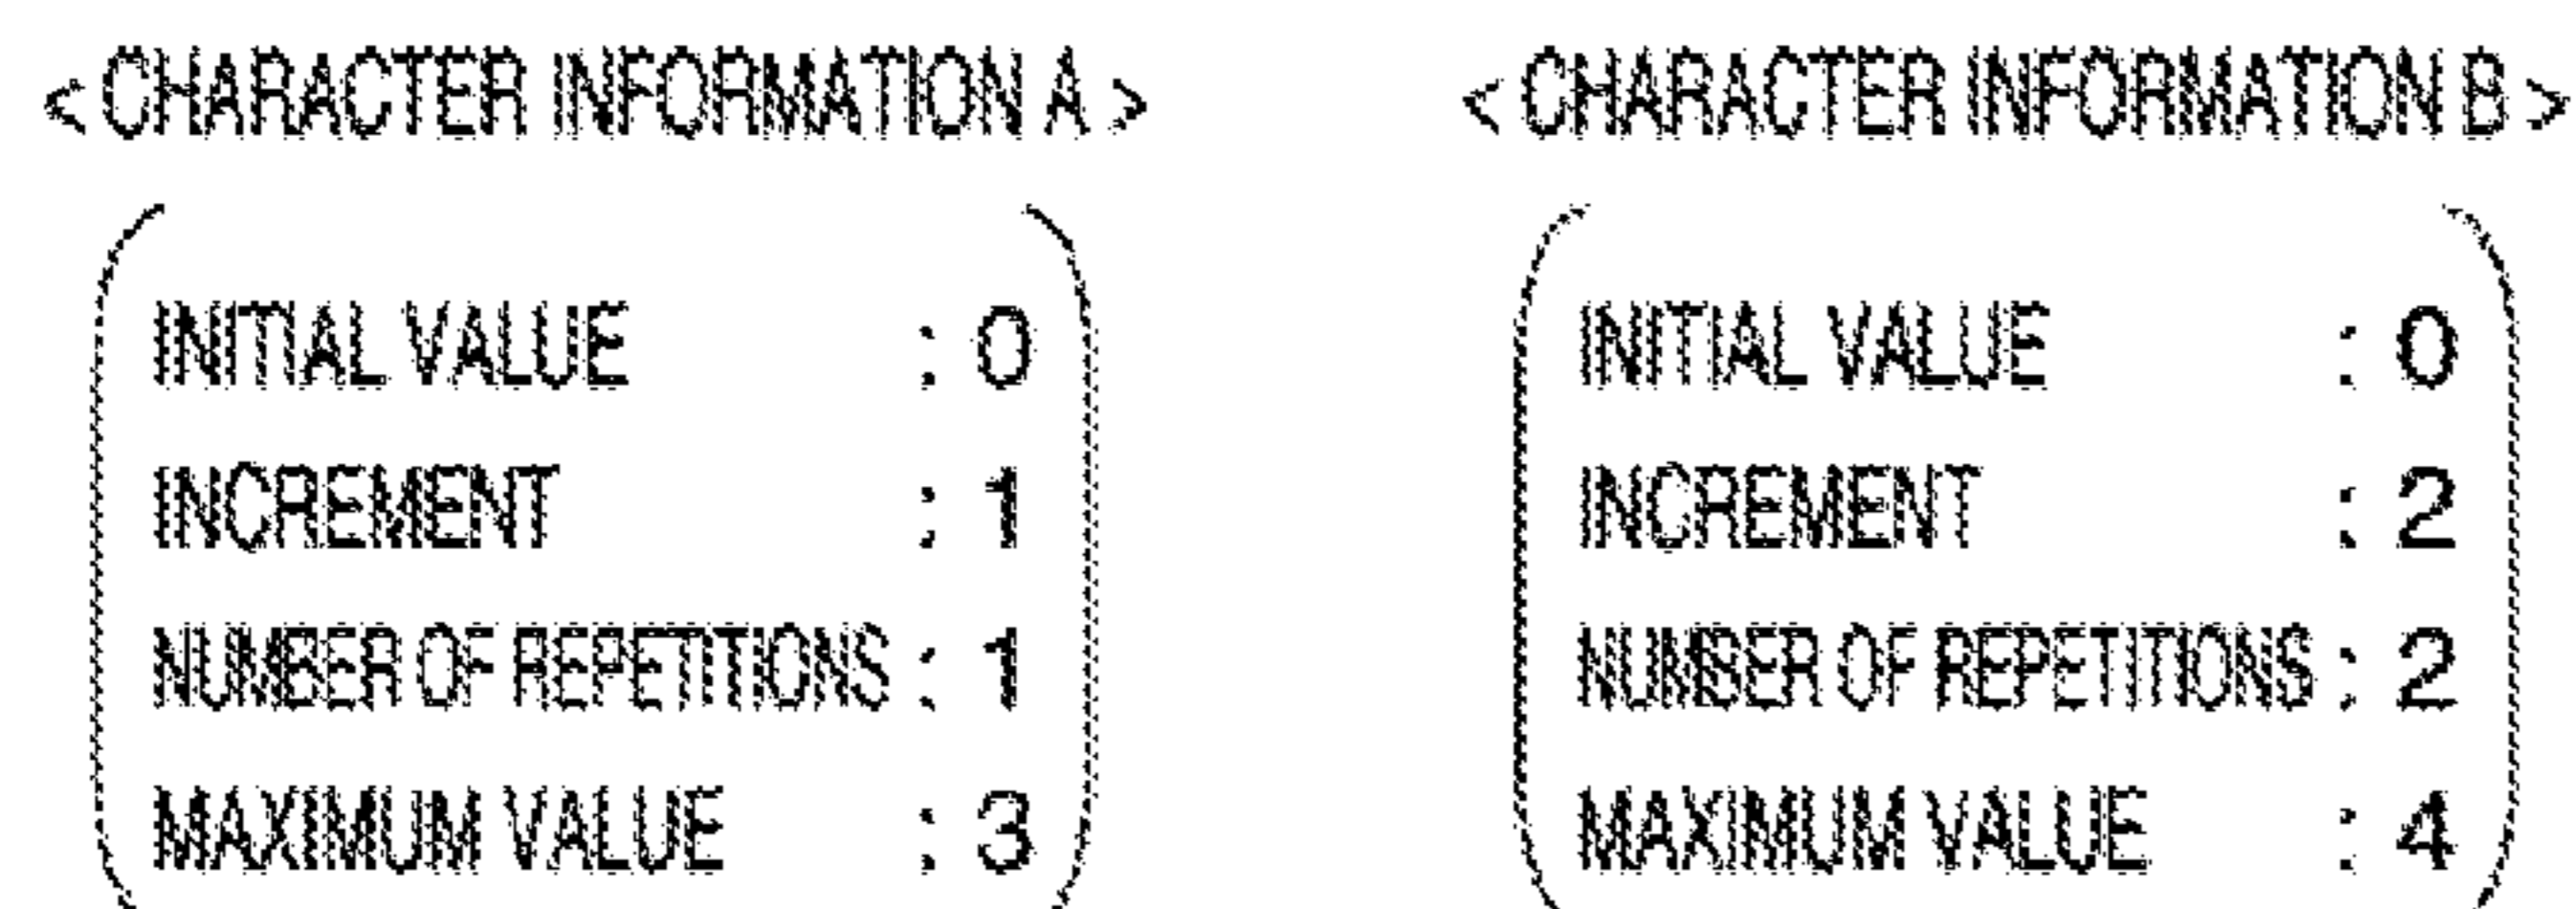 < CHARACTER INFORMATION A >
INITIAL VALUE : 0
INCREMENT : 1
NUMBER OF REPETITIONS : 1
MAXIMUM VALUE : 3
< CHARACTER INFORMATION B >
INITIAL VALUE : 0
INCREMENT : 2
NUMBER OF REPETITIONS : 2
MAXIMUM VALUE : 4